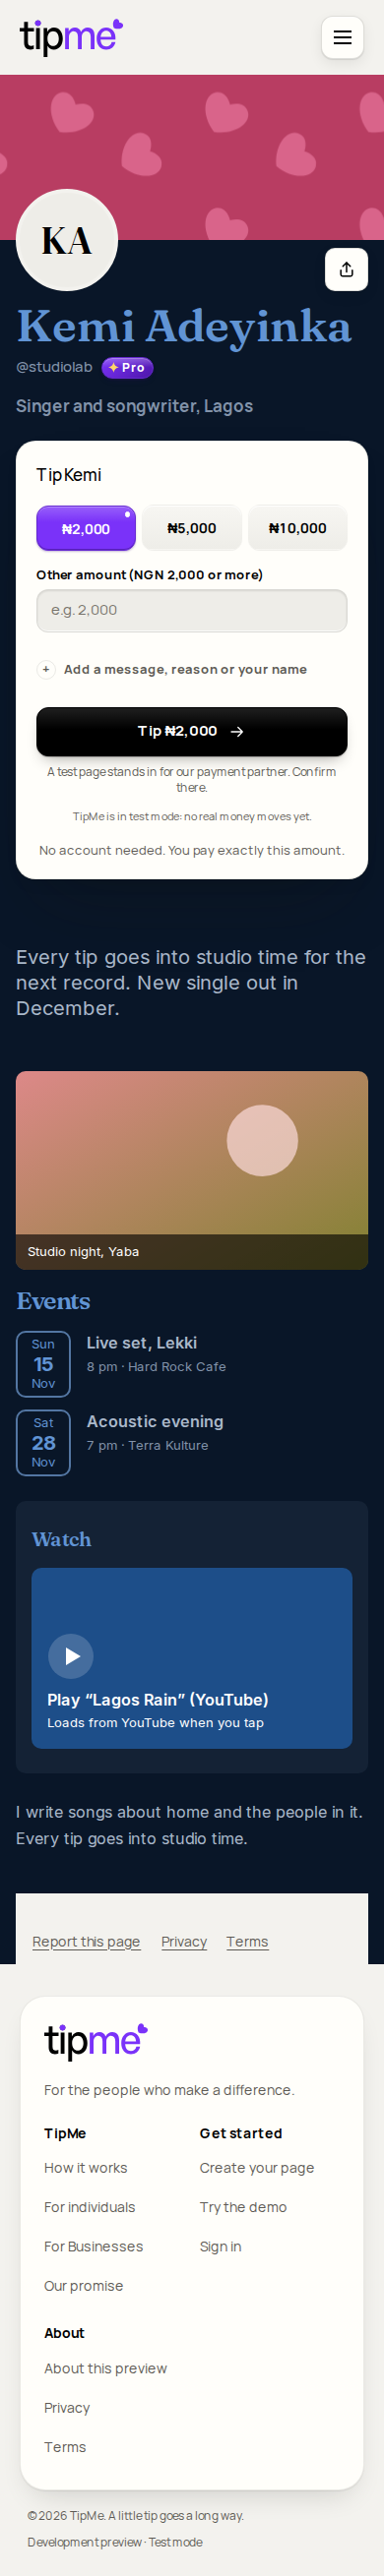 tipme
KA
Kemi Adeyinka
@studiolab ✦ Pro
Singer and songwriter, Lagos
Tip Kemi
₦2,000 ₦5,000 ₦10,000
Other amount (NGN 2,000 or more)
e.g. 2,000
+ Add a message, reason or your name
Tip ₦2,000 →
A test page stands in for our payment partner. Confirm
there.
TipMe is in test mode: no real money moves yet.
No account needed. You pay exactly this amount.
Every tip goes into studio time for the
next record. New single out in
December.
Studio night, Yaba
Events
Sun
15
Nov
Live set, Lekki
8 pm · Hard Rock Cafe
Sat
28
Nov
Acoustic evening
7 pm · Terra Kulture
Watch
Play “Lagos Rain” (YouTube)
Loads from YouTube when you tap
I write songs about home and the people in it.
Every tip goes into studio time.
Report this page Privacy Terms
tipme
For the people who make a difference.
TipMe
How it works
For individuals
For Businesses
Our promise
Get started
Create your page
Try the demo
Sign in
About
About this preview
Privacy
Terms
© 2026 TipMe. A little tip goes a long way.
Development preview · Test mode